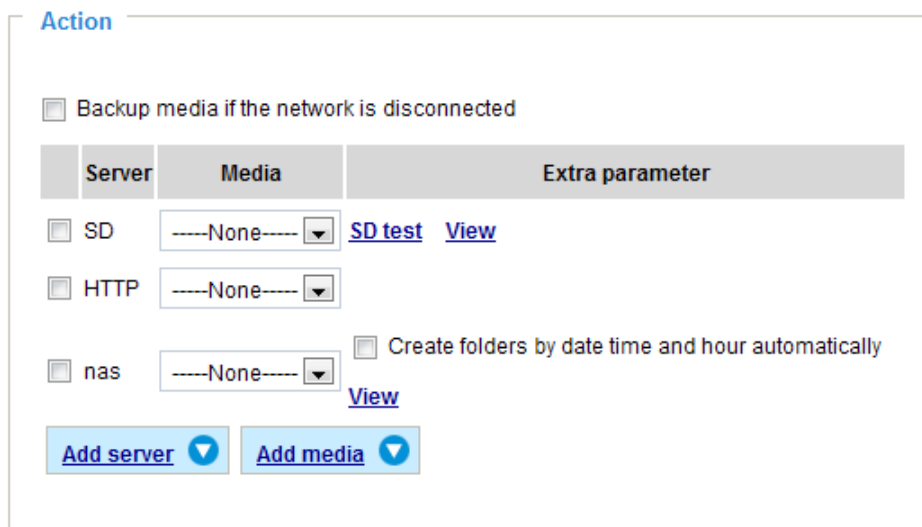 Action
Backup media if the network is disconnected
Server Media Extra parameter
SD -----None----- SD test View
HTTP -----None-----
Create folders by date time and hour automatically
nas -----None-----
View
Add server Add media